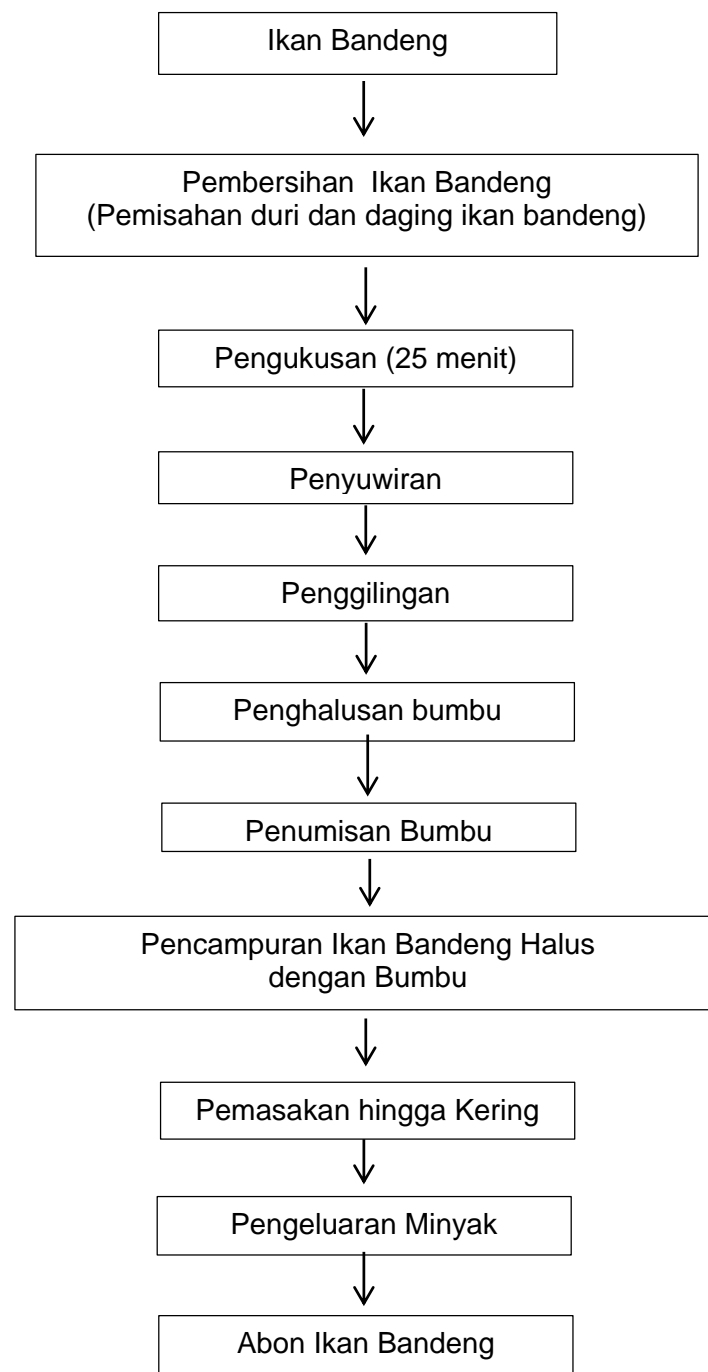 Ikan Bandeng
Pembersihan Ikan Bandeng
(Pemisahan duri dan daging ikan bandeng)
Pengukusan (25 menit)
Penyuwiran
Penggilingan
Penghalusan bumbu
Penumisan Bumbu
Pencampuran Ikan Bandeng Halus
dengan Bumbu
Pemasakan hingga Kering
Pengeluaran Minyak
Abon Ikan Bandeng